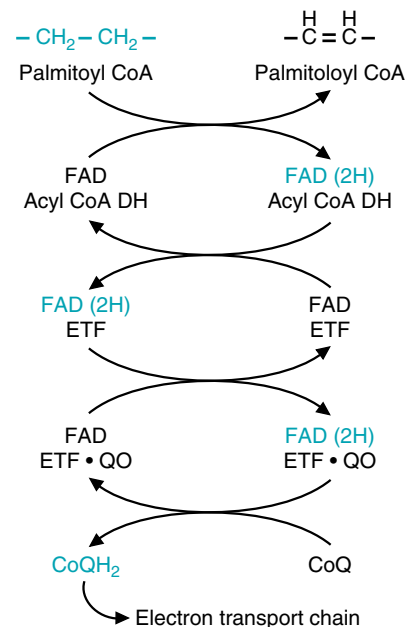 – CH₂ – CH₂ –
H H
– C = C –
Palmitoyl CoA
Palmitoloyl CoA
FAD
Acyl CoA DH
FAD (2H)
Acyl CoA DH
FAD (2H)
ETF
FAD
ETF
FAD
ETF • QO
FAD (2H)
ETF • QO
CoQH₂
CoQ
Electron transport chain